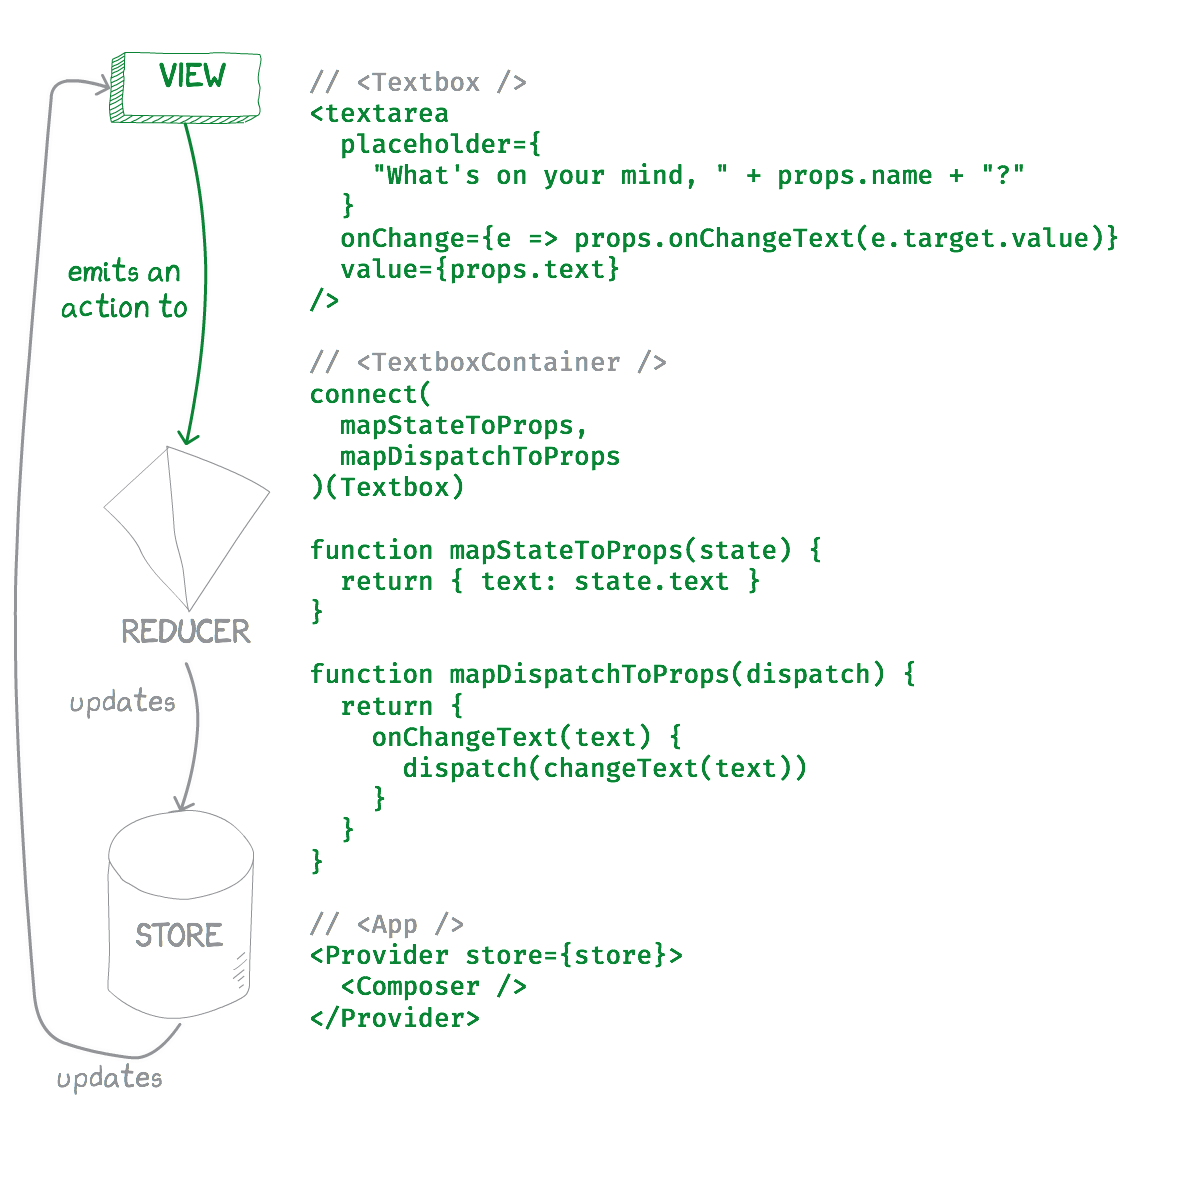 VIEW
emits an
action to
REDUCER
updates
STORE
updates
// <Textbox />
<textarea
  placeholder={
    "What's on your mind, " + props.name + "?"
  }
  onChange={e => props.onChangeText(e.target.value)}
  value={props.text}
/>
// <TextboxContainer />
connect(
  mapStateToProps,
  mapDispatchToProps
)(Textbox)
function mapStateToProps(state) {
  return { text: state.text }
}
function mapDispatchToProps(dispatch) {
  return {
    onChangeText(text) {
      dispatch(changeText(text))
    }
  }
}
// <App />
<Provider store={store}>
  <Composer />
</Provider>